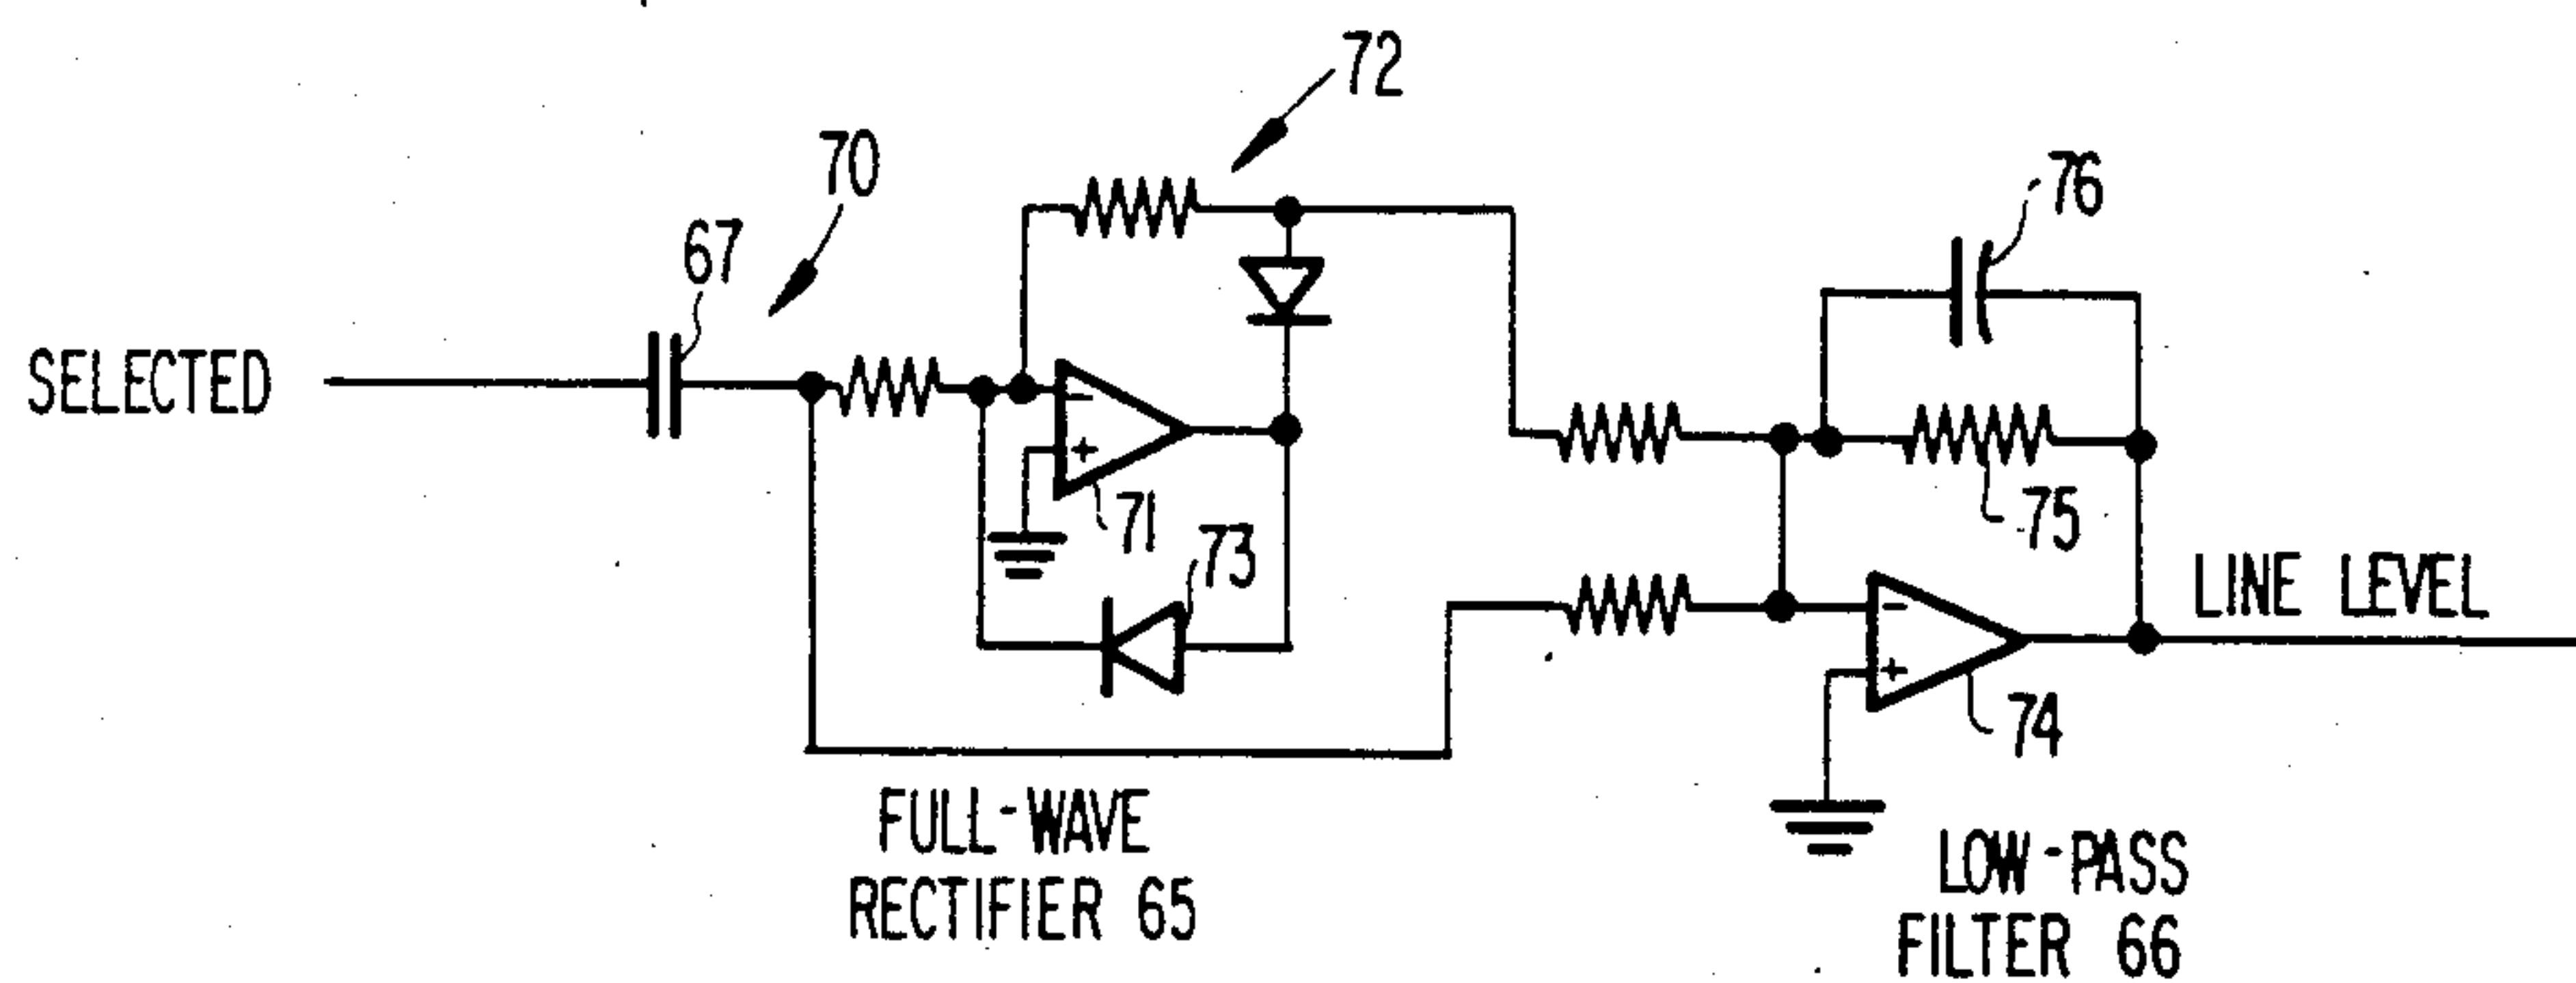 72
70
76
67
SELECTED
-
+
71
73
75
LINE LEVEL
-
+
74
FULL-WAVE
RECTIFIER 65
LOW-PASS
FILTER 66